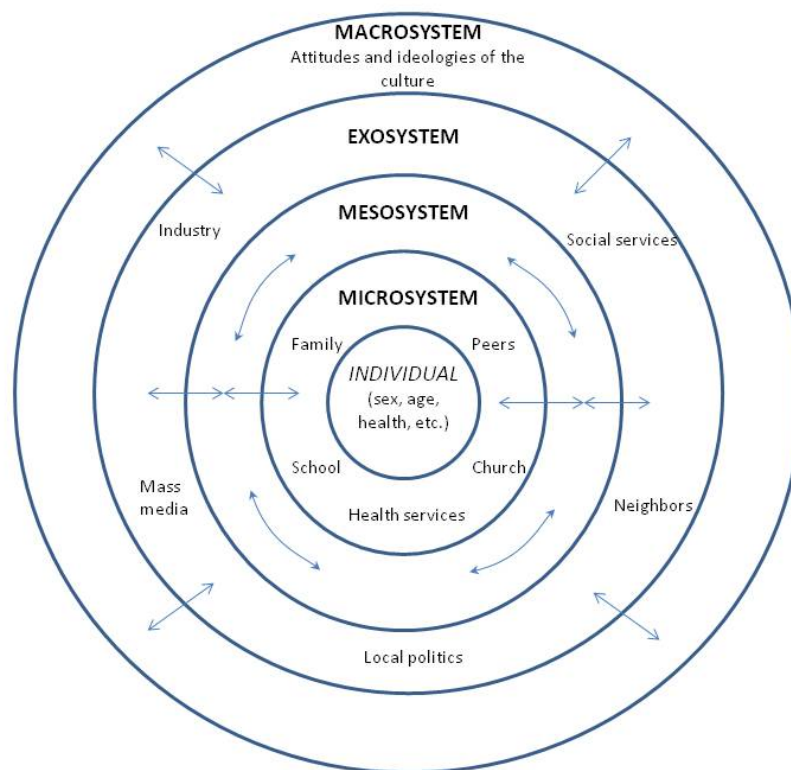 MACROSYSTEM
Attitudes and ideologies of the
culture
EXOSYSTEM
MESOSYSTEM
Industry
Social services
MICROSYSTEM
Family
Peers
INDIVIDUAL
(sex, age,
health, etc.)
School
Church
Mass
media
Health services
Neighbors
Local politics